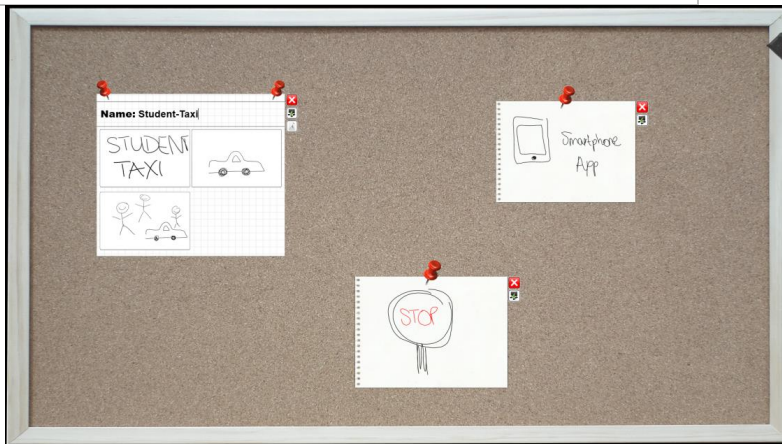 Name: Student-Taxi
STUDENT
TAXI
Smartphone
App
STOP